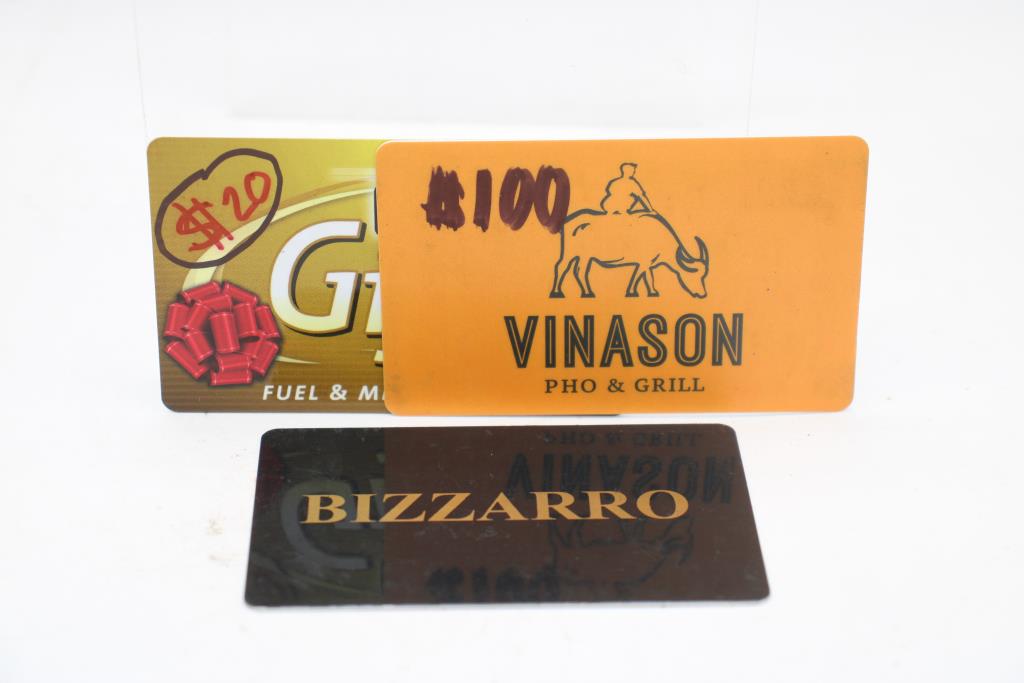 $20
FUEL &
$100
VINASON
PHO & GRILL
BIZZARRO